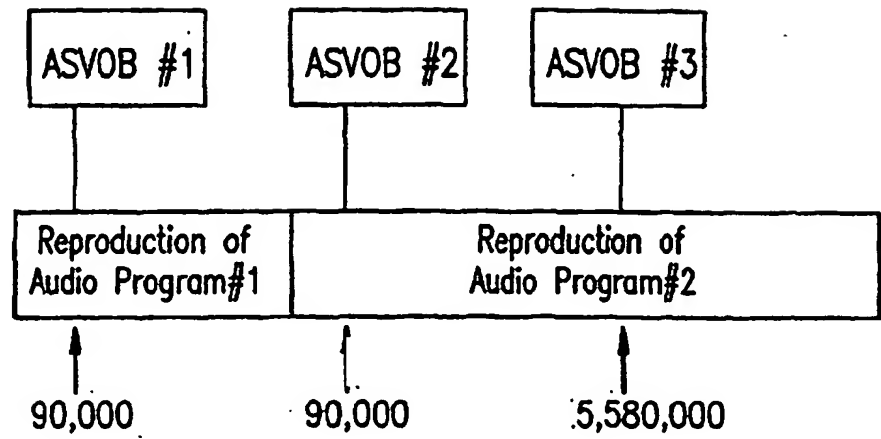 ASVOB #1
ASVOB #2
ASVOB #3
Reproduction of
Audio Program#1
Reproduction of
Audio Program#2
90,000
90,000
5,580,000